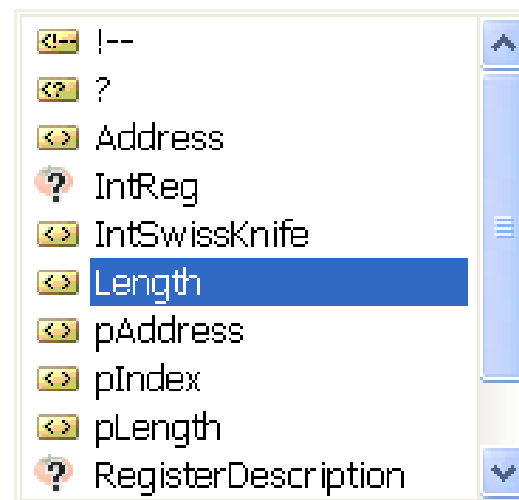 <!-- !--
<? ?
<> Address
? IntReg
<> IntSwissKnife
<> Length
<> pAddress
<> pIndex
<> pLength
? RegisterDescription